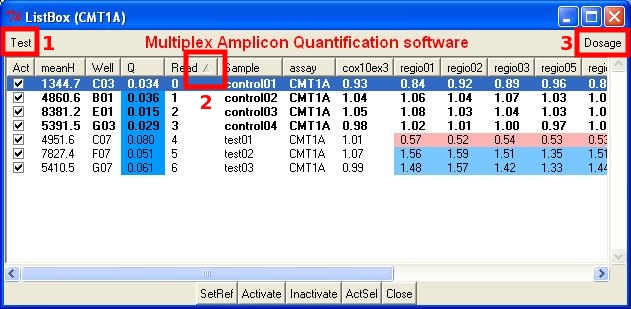 ListBox (CMT1A)
Test 1 Multiplex Amplicon Quantification software 3 Dosage
Act meanH Well Q Read Sample assay cox10ex3 regio01 regio02 regio03 regio05
2
1344.7 C03 0.034 0 control01 CMT1A 0.93 0.84 0.92 0.89 0.96 0.8
4860.6 B01 0.036 1 control02 CMT1A 1.04 1.04 1.06 1.04 1.07 1.03 1.0
8381.2 E01 0.015 2 control03 CMT1A 1.05 1.08 1.03 1.04 1.03 1.0
5391.5 G03 0.029 3 control04 CMT1A 0.98 1.02 1.01 1.00 0.97 1.0
4951.6 C07 0.080 4 test01 CMT1A 1.01 0.57 0.52 0.54 0.53 0.53
7827.4 F07 0.051 5 test02 CMT1A 1.07 1.56 1.59 1.51 1.35 1.51
5410.5 G07 0.061 6 test03 CMT1A 0.99 1.48 1.57 1.42 1.33 1.44
SetRef Activate Inactivate ActSel Close